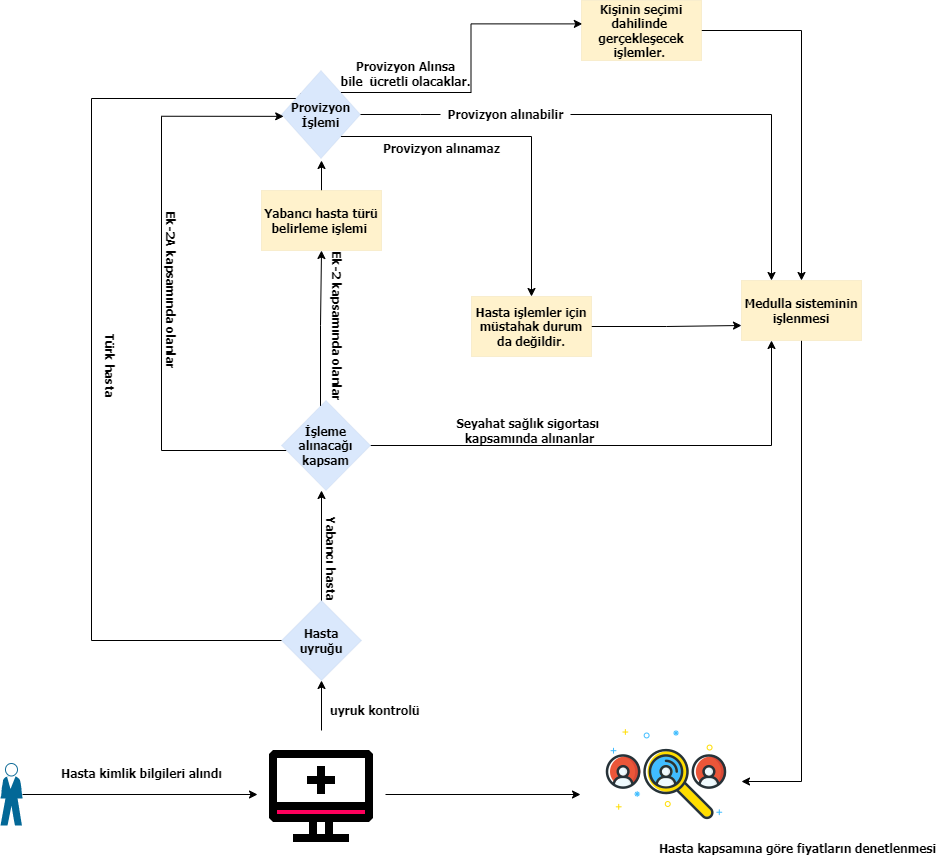 Kişinin seçimi
dahilinde
gerçekleşecek
işlemler.
Provizyon Alınsa
bile ücretli olacaklar.
Provizyon
İşlemi
Provizyon alınabilir
Provizyon alınamaz
Yabancı hasta türü
belirleme işlemi
Ek-2A kapsamında olanlar
Ek-2 kapsamında olanlar
Hasta işlemler için
müstahak durum
da değildir.
Medulla sisteminin
işlenmesi
Türk hasta
İşleme
alınacağı
kapsam
Seyahat sağlık sigortası
kapsamında alınanlar
Yabancı hasta
Hasta
uyruğu
uyruk kontrolü
Hasta kimlik bilgileri alındı
Hasta kapsamına göre fiyatların denetlenmesi